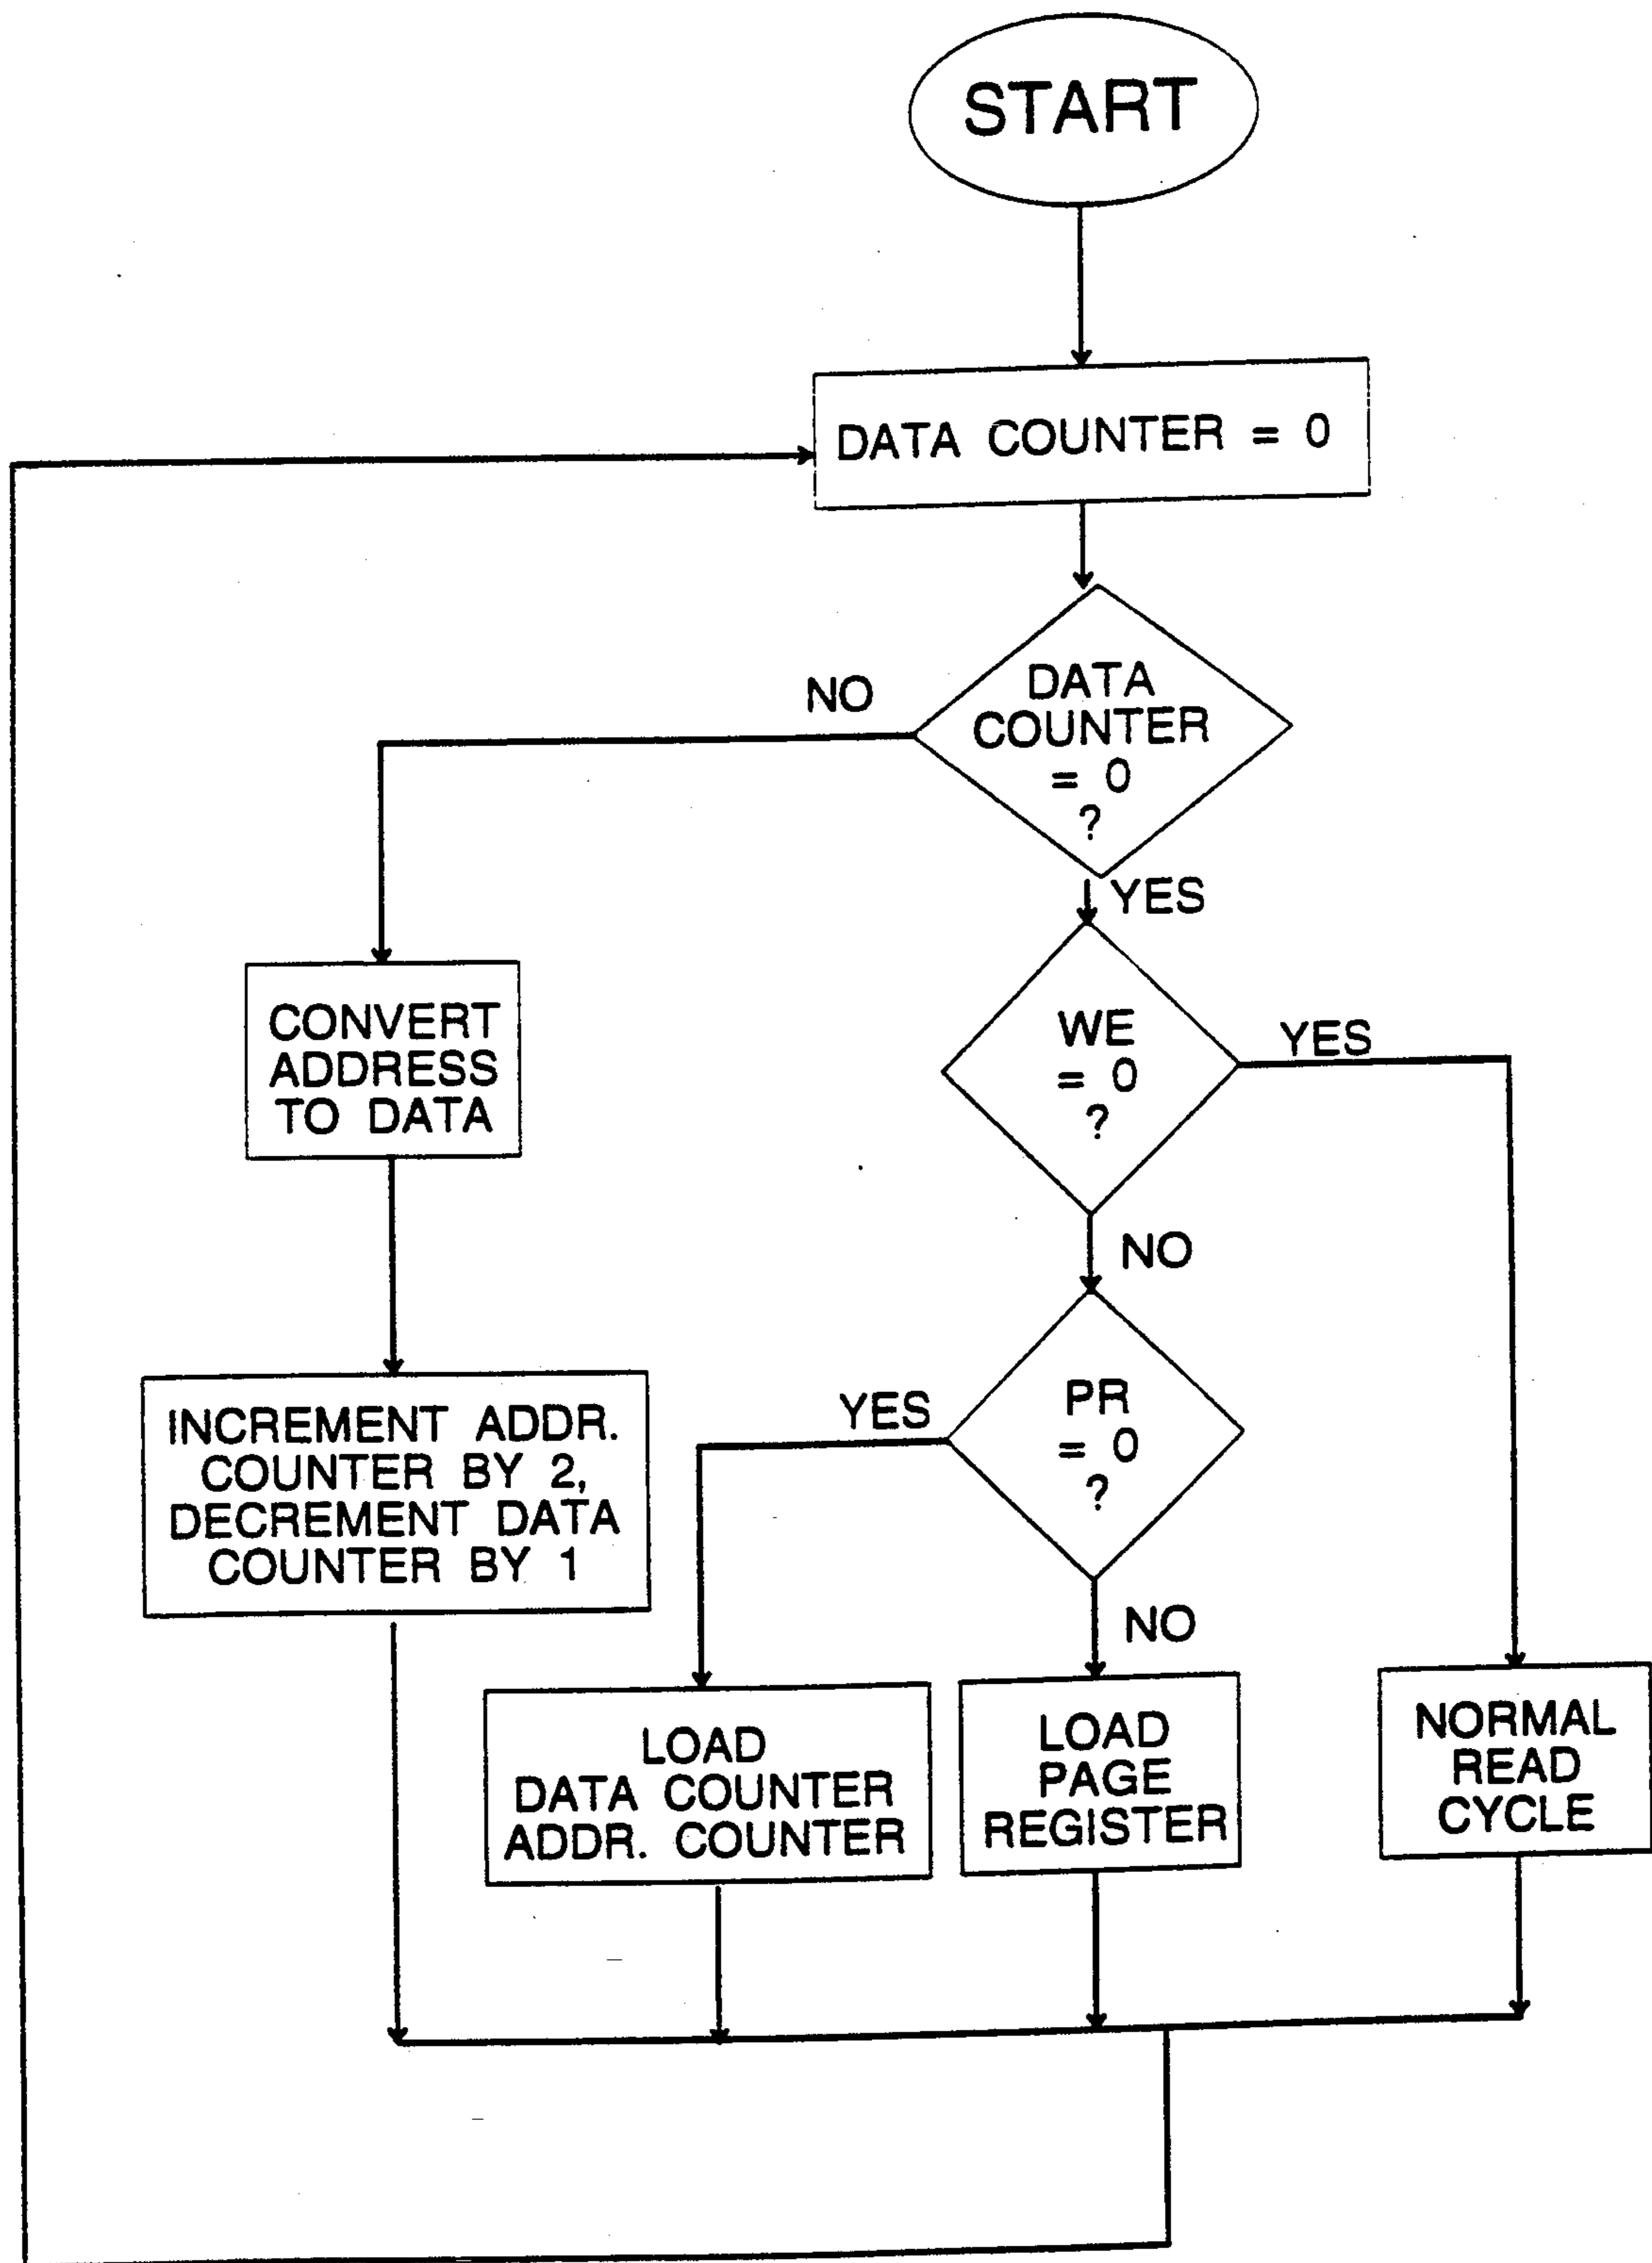 START
DATA COUNTER = 0
DATA
COUNTER
= 0
?
NO
YES
CONVERT
ADDRESS
TO DATA
WE
= 0
?
YES
NO
INCREMENT ADDR.
COUNTER BY 2,
DECREMENT DATA
COUNTER BY 1
PR
= 0
?
YES
NO
LOAD
DATA COUNTER
ADDR. COUNTER
LOAD
PAGE
REGISTER
NORMAL
READ
CYCLE